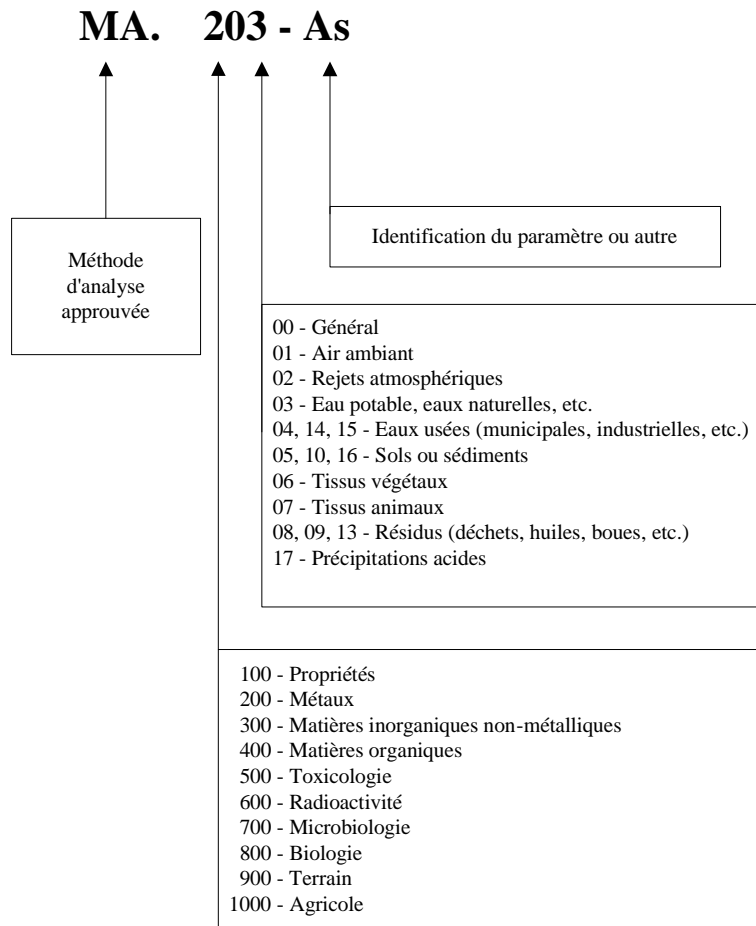 MA. 203 - As
Méthode
d'analyse
approuvée
Identification du paramètre ou autre
00 - Général
01 - Air ambiant
02 - Rejets atmosphériques
03 - Eau potable, eaux naturelles, etc.
04, 14, 15 - Eaux usées (municipales, industrielles, etc.)
05, 10, 16 - Sols ou sédiments
06 - Tissus végétaux
07 - Tissus animaux
08, 09, 13 - Résidus (déchets, huiles, boues, etc.)
17 - Précipitations acides
100 - Propriétés
200 - Métaux
300 - Matières inorganiques non-métalliques
400 - Matières organiques
500 - Toxicologie
600 - Radioactivité
700 - Microbiologie
800 - Biologie
900 - Terrain
1000 - Agricole